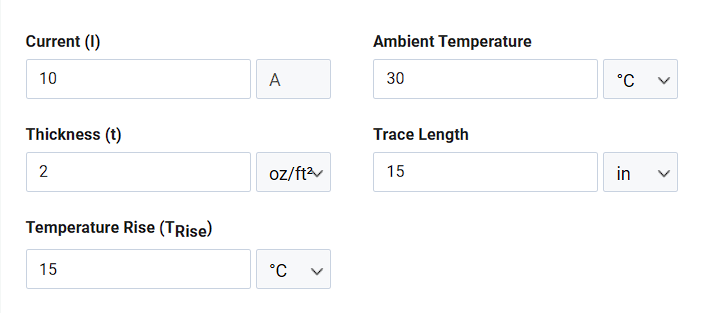 Current (I)
Ambient Temperature
10
A
30
°C
Thickness (t)
Trace Length
2
oz/ft²
15
in
Temperature Rise (TRise)
15
°C